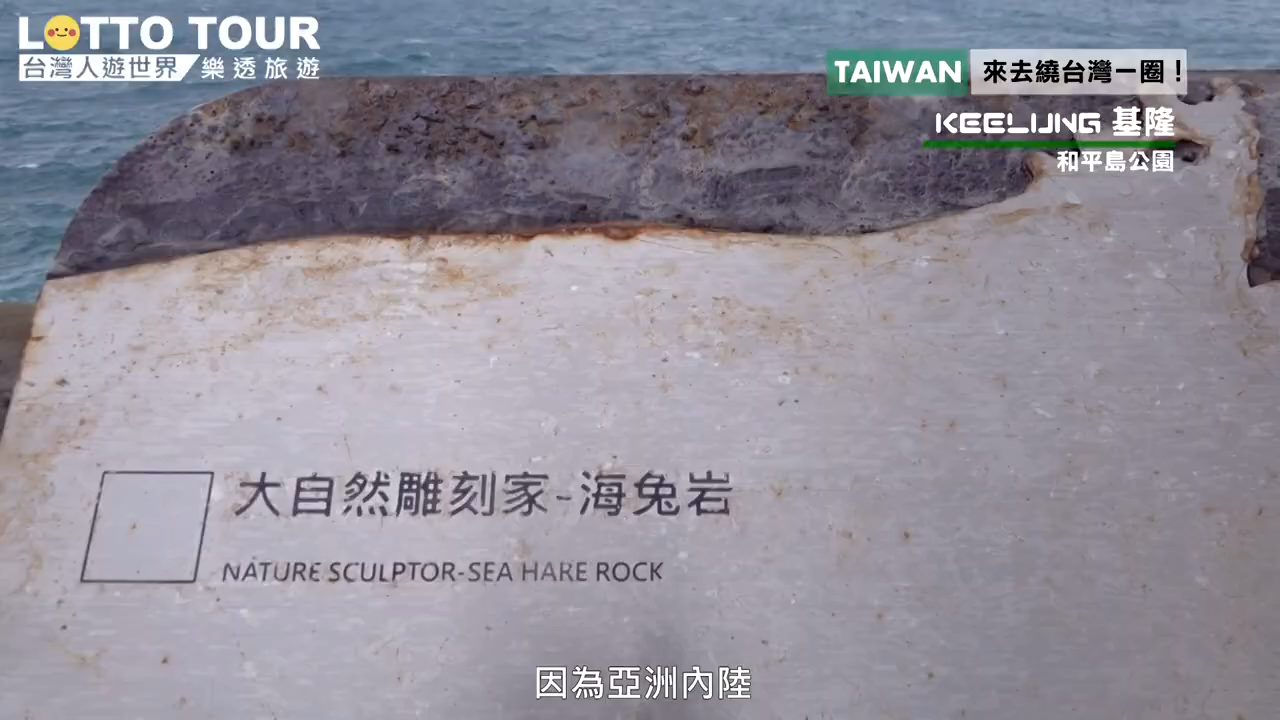 LOTTO TOUR
台灣人遊世界 樂透旅遊
TAIWAN 來去繞台灣一圈！
KEELUNG 基隆
和平島公園
大自然雕刻家-海兔岩
NATURE SCULPTOR-SEA HARE ROCK
因為亞洲內陸